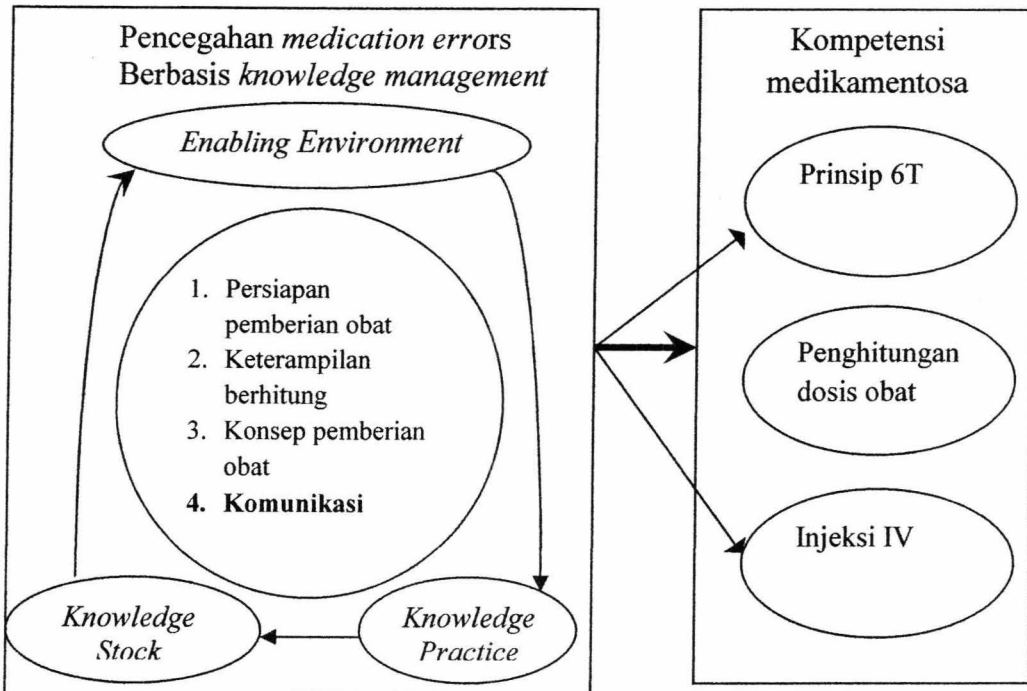 Pencegahan medication errors
Berbasis knowledge management
Enabling Environment
1. Persiapan
pemberian obat
2. Keterampilan
berhitung
3. Konsep pemberian
obat
4. Komunikasi
Knowledge
Stock
Knowledge
Practice
Kompetensi
medikamentosa
Prinsip 6T
Penghitungan
dosis obat
Injeksi IV